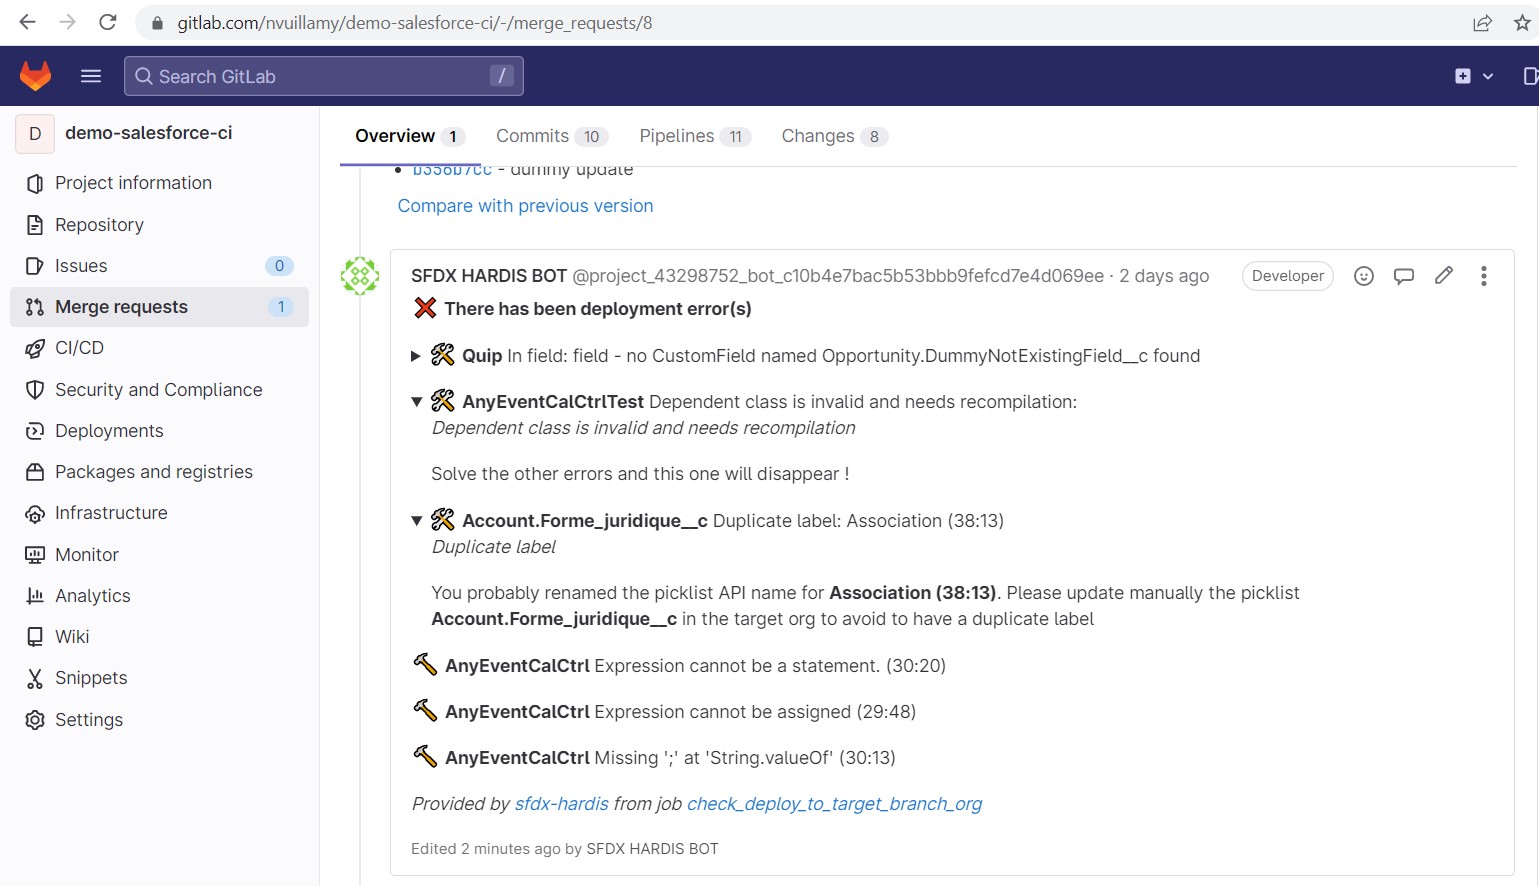 gitlab.com/nvuillamy/demo-salesforce-ci/-/merge_requests/8
Search GitLab
/
D
demo-salesforce-ci
Project information
Repository
Issues
0
Merge requests
1
CI/CD
Security and Compliance
Deployments
Packages and registries
Infrastructure
Monitor
Analytics
Wiki
Snippets
Settings
Overview 1
Commits 10
Pipelines 11
Changes 8
b356b7cc - dummy update
Compare with previous version
SFDX HARDIS BOT @project_43298752_bot_c10b4e7bac5b53bbb9fefcd7e4d069ee · 2 days ago
Developer
There has been deployment error(s)
Quip In field: field - no CustomField named Opportunity.DummyNotExistingField__c found
AnyEventCalCtrlTest Dependent class is invalid and needs recompilation:
Dependent class is invalid and needs recompilation
Solve the other errors and this one will disappear !
Account.Forme_juridique__c Duplicate label: Association (38:13)
Duplicate label
You probably renamed the picklist API name for Association (38:13). Please update manually the picklist
Account.Forme_juridique__c in the target org to avoid to have a duplicate label
AnyEventCalCtrl Expression cannot be a statement. (30:20)
AnyEventCalCtrl Expression cannot be assigned (29:48)
AnyEventCalCtrl Missing ';' at 'String.valueOf' (30:13)
Provided by sfdx-hardis from job check_deploy_to_target_branch_org
Edited 2 minutes ago by SFDX HARDIS BOT